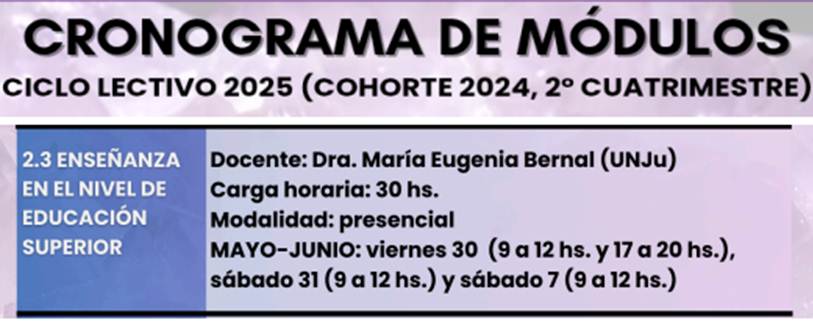 CRONOGRAMA DE MÓDULOS
CICLO LECTIVO 2025 (COHORTE 2024, 2º CUATRIMESTRE)
2.3 ENSEÑANZA
EN EL NIVEL DE
EDUCACIÓN
SUPERIOR
Docente: Dra. María Eugenia Bernal (UNJu)
Carga horaria: 30 hs.
Modalidad: presencial
MAYO-JUNIO: viernes 30 (9 a 12 hs. y 17 a 20 hs.),
sábado 31 (9 a 12 hs.) y sábado 7 (9 a 12 hs.)